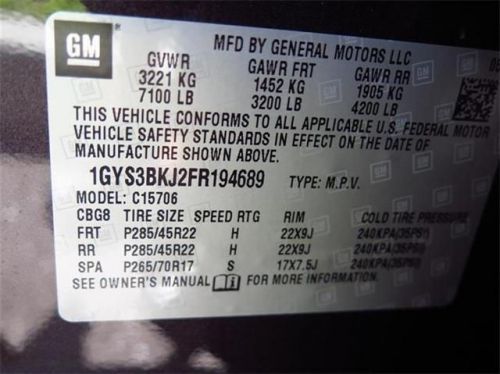 GM
MFD BY GENERAL MOTORS LLC
GVWR GAWR FRT GAWR RR
3221 KG 1452 KG 1905 KG
7100 LB 3200 LB 4200 LB
THIS VEHICLE CONFORMS TO ALL APPLICABLE U.S. FEDERAL MOTOR
VEHICLE SAFETY STANDARDS IN EFFECT ON THE DATE OF
MANUFACTURE SHOWN ABOVE.
1GYS3BKJ2FR194689 TYPE: M.P.V.
MODEL: C15706
CBG8 TIRE SIZE SPEED RTG RIM COLD TIRE PRESSURE
FRT P285/45R22 H 22X9J 240KPA(35PSI)
RR P285/45R22 H 22X9J 240KPA(35PSI)
SPA P265/70R17 S 17X7.5J 240KPA(35PSI)
SEE OWNER'S MANUAL FOR MORE INFORMATION.